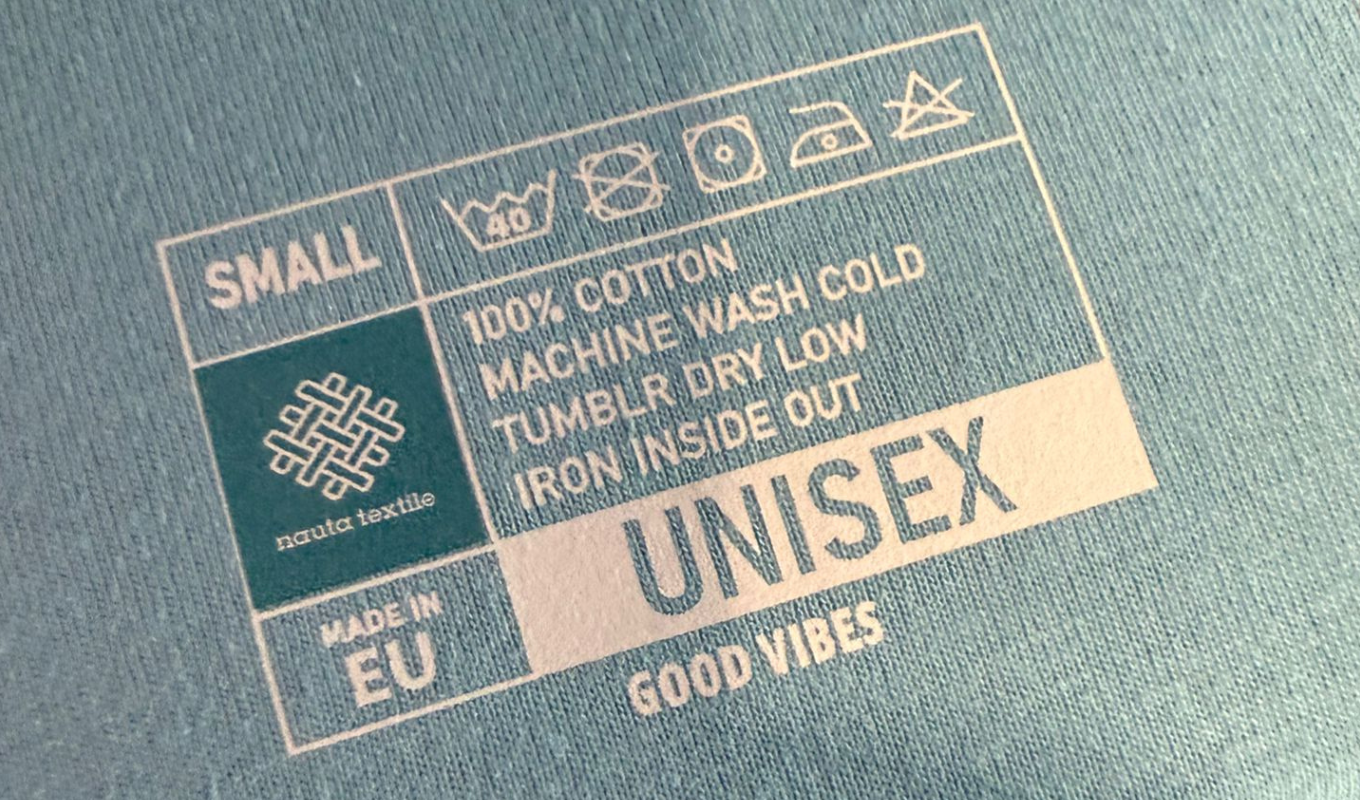 SMALL
40
100% COTTON
MACHINE WASH COLD
TUMBLR DRY LOW
IRON INSIDE OUT
nauta textile
UNISEX
MADE IN
EU
GOOD VIBES